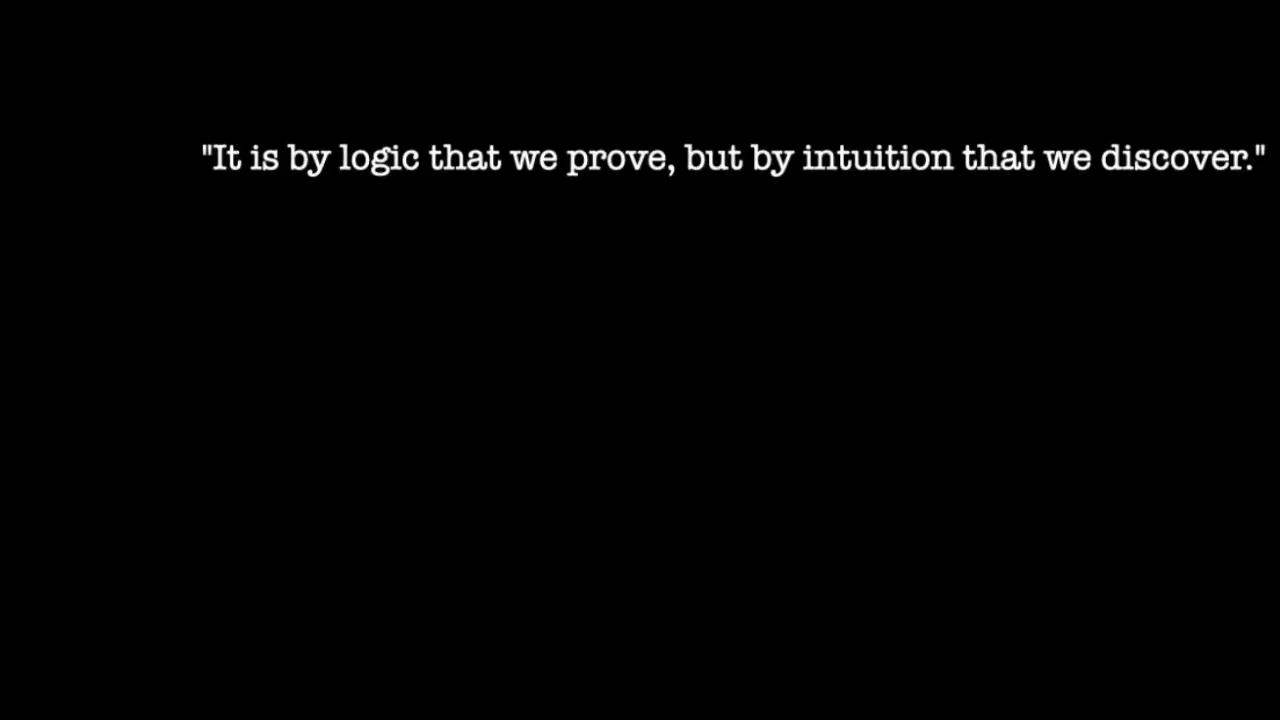 "It is by logic that we prove, but by intuition that we discover."